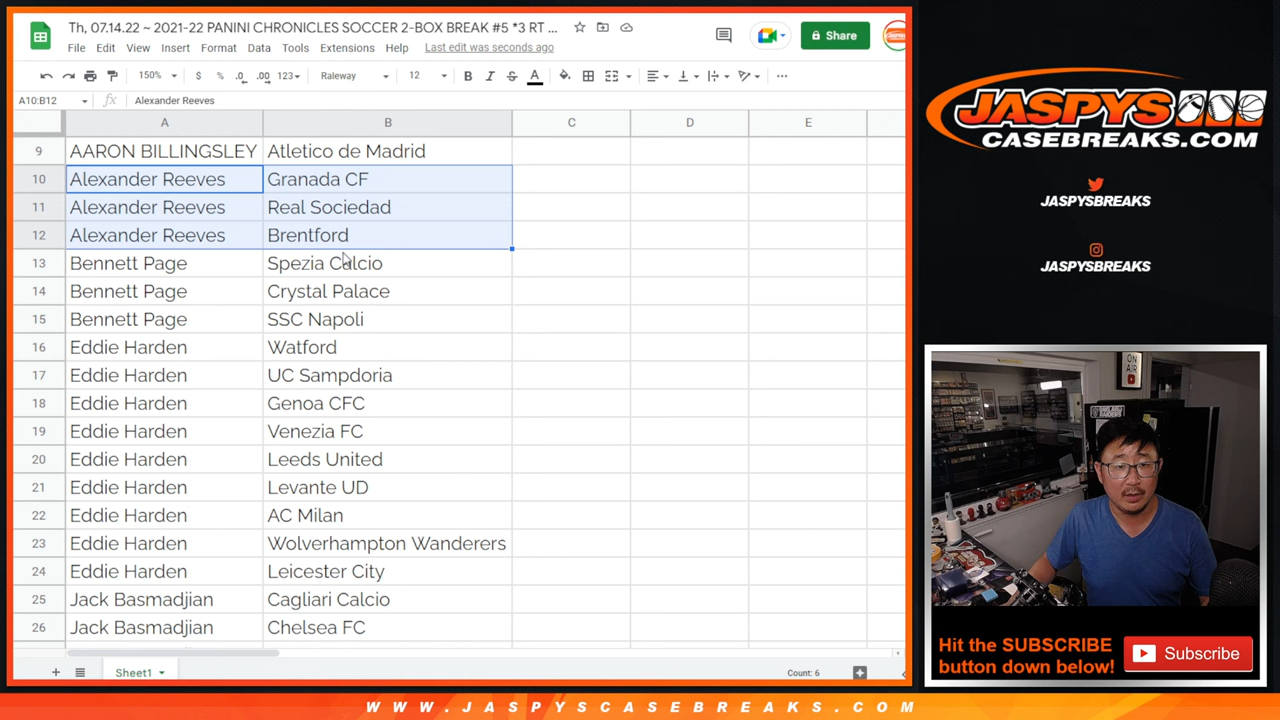 Th, 07.14.22 ~ 2021-22 PANINI CHRONICLES SOCCER 2-BOX BREAK #5 *3 RT ...
File Edit View Insert Format Data Tools Extensions Help Last edit was seconds ago
Share
150% $ % .0 .00 123 Raleway 12 B I S A
A10:B12 fx Alexander Reeves
A B C D E
9 AARON BILLINGSLEY Atletico de Madrid
10 Alexander Reeves Granada CF
11 Alexander Reeves Real Sociedad
12 Alexander Reeves Brentford
13 Bennett Page Spezia Calcio
14 Bennett Page Crystal Palace
15 Bennett Page SSC Napoli
16 Eddie Harden Watford
17 Eddie Harden UC Sampdoria
18 Eddie Harden Genoa CFC
19 Eddie Harden Venezia FC
20 Eddie Harden Leeds United
21 Eddie Harden Levante UD
22 Eddie Harden AC Milan
23 Eddie Harden Wolverhampton Wanderers
24 Eddie Harden Leicester City
25 Jack Basmadjian Cagliari Calcio
26 Jack Basmadjian Chelsea FC
Sheet1
Count: 6
JASPYS
CASEBREAKS.COM
JASPYSBREAKS
JASPYSBREAKS
ON
AIR
Hit the SUBSCRIBE
button down below!
Subscribe
WWW.JASPYSCASEBREAKS.COM